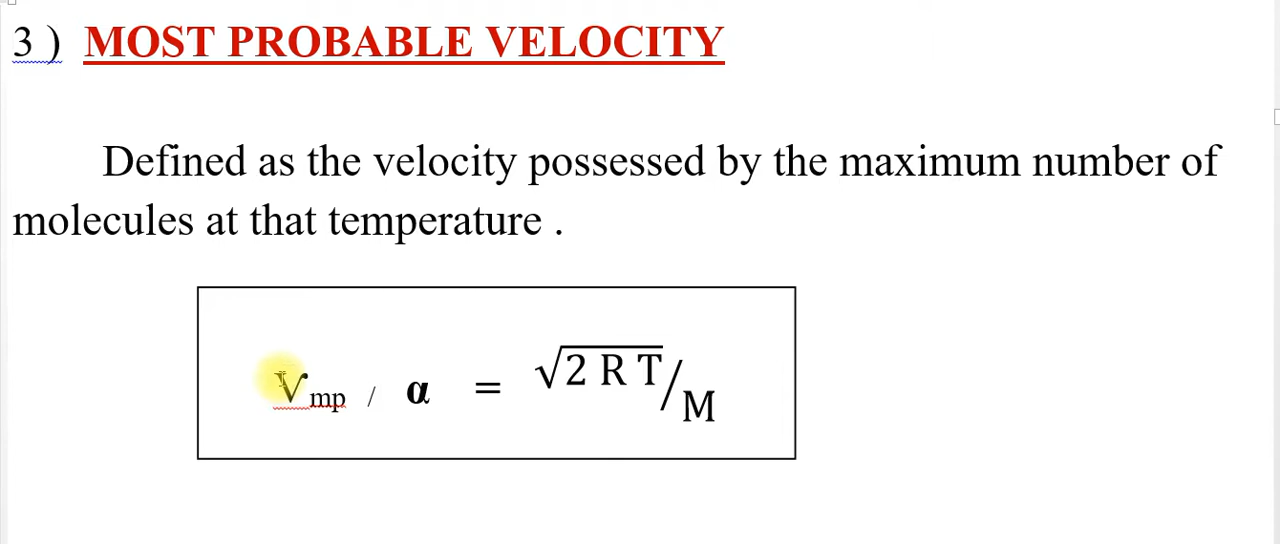 3 ) MOST PROBABLE VELOCITY
Defined as the velocity possessed by the maximum number of
molecules at that temperature .
Vmp / α = √2 R T/M